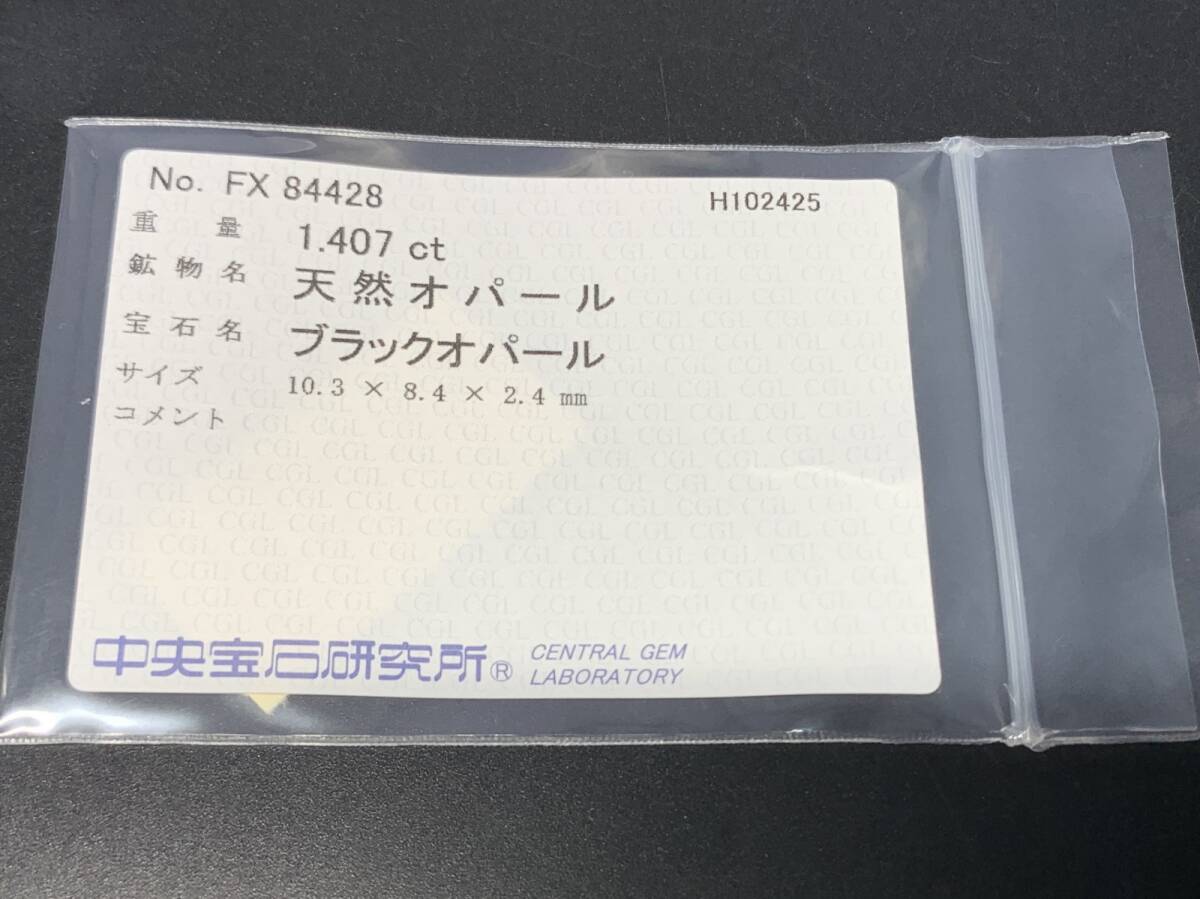 No. FX 84428 H102425
重量 1.407 ct
鉱物名 天然オパール
宝石名 ブラックオパール
サイズ 10.3 × 8.4 × 2.4 mm
コメント
中央宝石研究所® CENTRAL GEM
LABORATORY